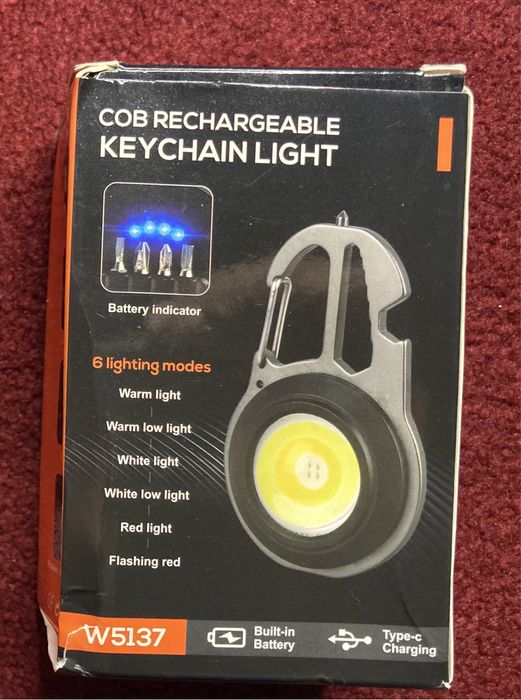 COB RECHARGEABLE
KEYCHAIN LIGHT
Battery indicator
6 lighting modes
Warm light
Warm low light
White light
White low light
Red light
Flashing red
W5137
Built-in
Battery
Type-c
Charging